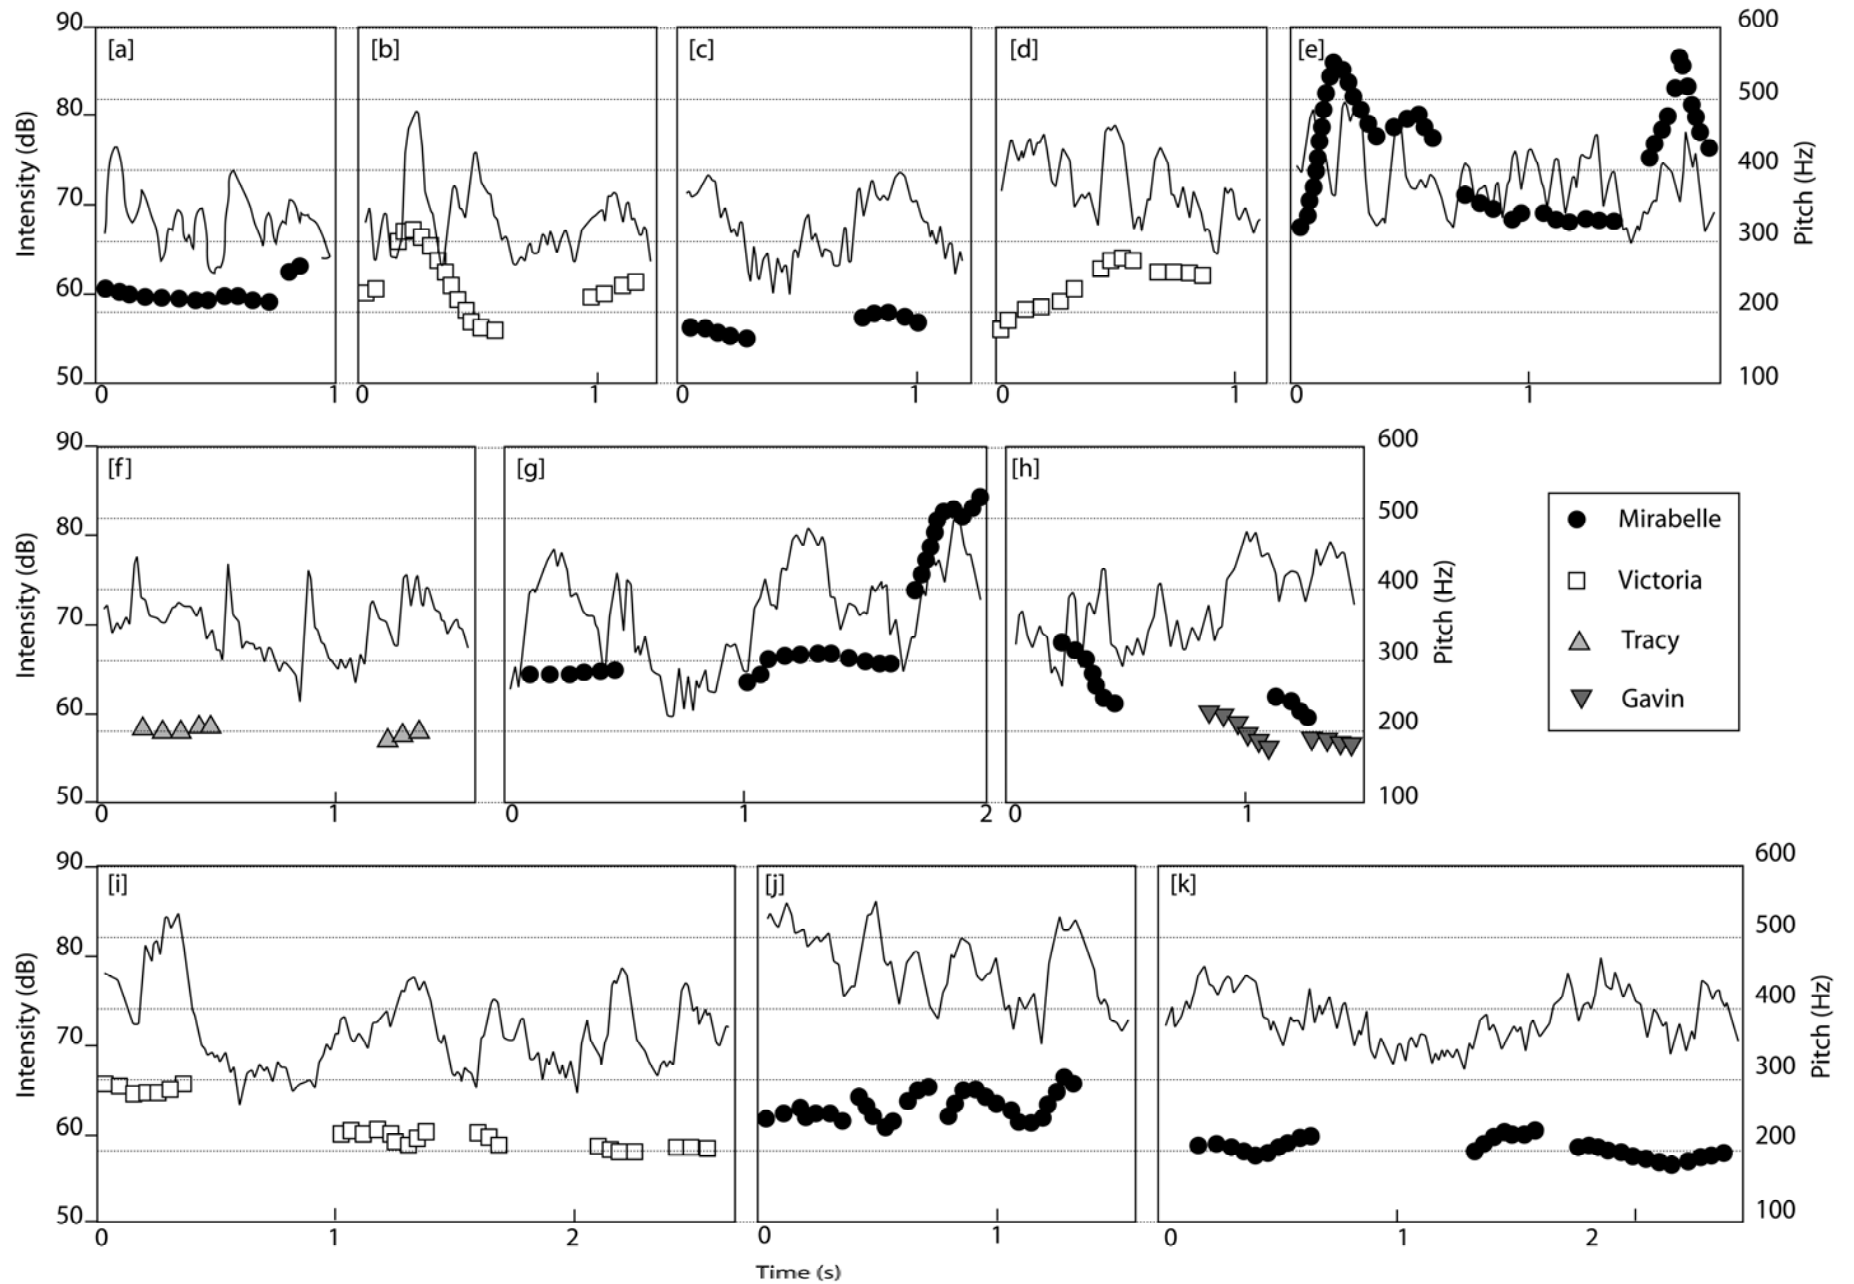 90 80 70 60 50
Intensity (dB)
[a] [b] [c] [d] [e]
0 1 0 1 0 1 0 1 0 1
600 500 400 300 200 100
Pitch (Hz)
90 80 70 60 50
Intensity (dB)
[f] [g] [h]
0 1 0 1 2 0 1
600 500 400 300 200 100
Pitch (Hz)
Mirabelle
Victoria
Tracy
Gavin
90 80 70 60 50
Intensity (dB)
[i] [j] [k]
0 1 2 0 1 0 1 2
600 500 400 300 200 100
Pitch (Hz)
Time (s)